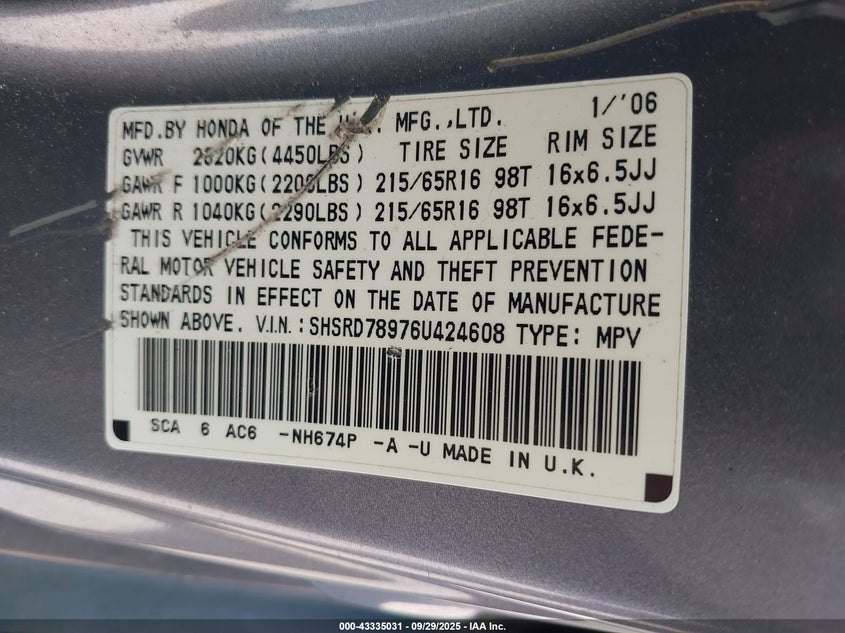 MFD.BY HONDA OF THE U.K. MFG.,LTD. 1/'06
GVWR 2020KG(4450LBS) TIRE SIZE RIM SIZE
GAWR F 1000KG(2200LBS) 215/65R16 98T 16x6.5JJ
GAWR R 1040KG(2290LBS) 215/65R16 98T 16x6.5JJ
THIS VEHICLE CONFORMS TO ALL APPLICABLE FEDE-
RAL MOTOR VEHICLE SAFETY AND THEFT PREVENTION
STANDARDS IN EFFECT ON THE DATE OF MANUFACTURE
SHOWN ABOVE. V.I.N.:SHSRD78976U424608 TYPE: MPV
SCA 6 AC6 -NH674P -A -U MADE IN U.K.
000-43335031 - 09/29/2025 - IAA Inc.